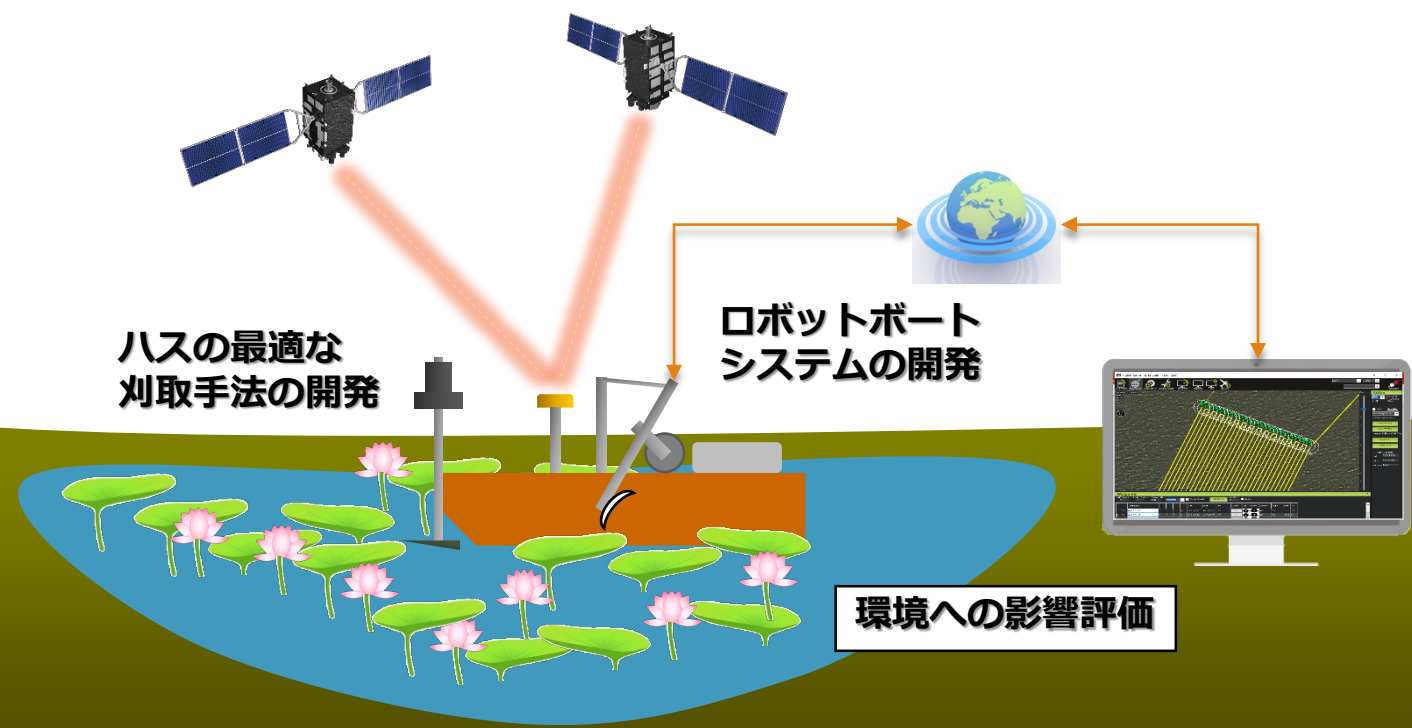 ハスの最適な
刈取手法の開発
ロボットボート
システムの開発
環境への影響評価